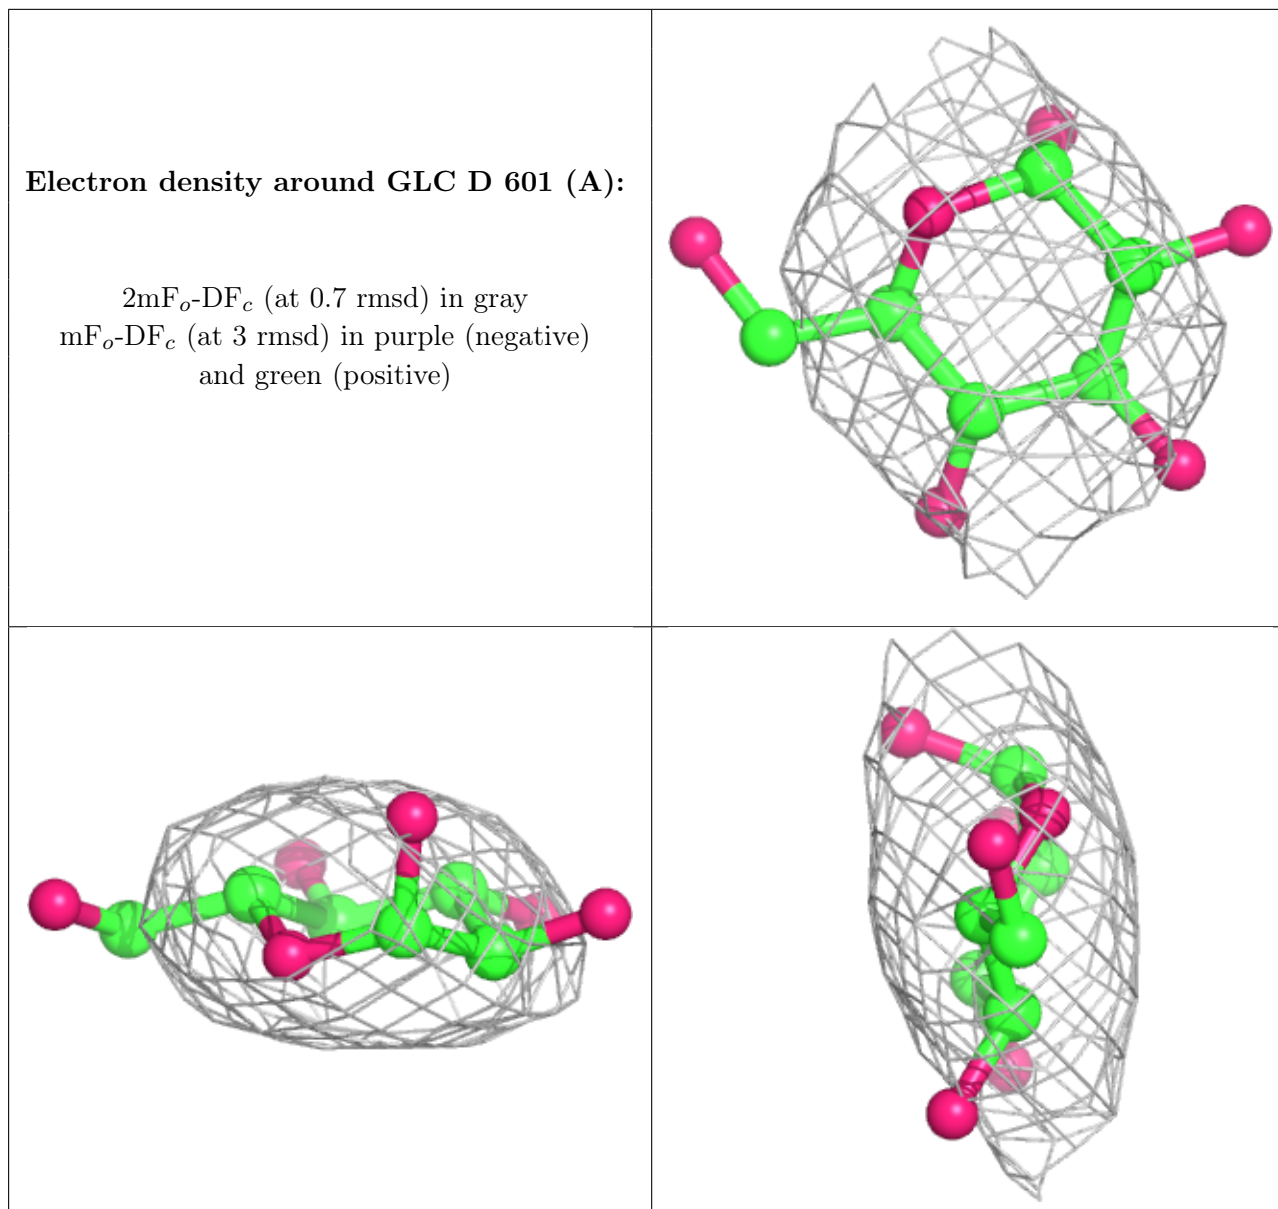 Electron density around GLC D 601 (A):
2mFₒ-DF𝑐 (at 0.7 rmsd) in gray
mFₒ-DF𝑐 (at 3 rmsd) in purple (negative)
and green (positive)